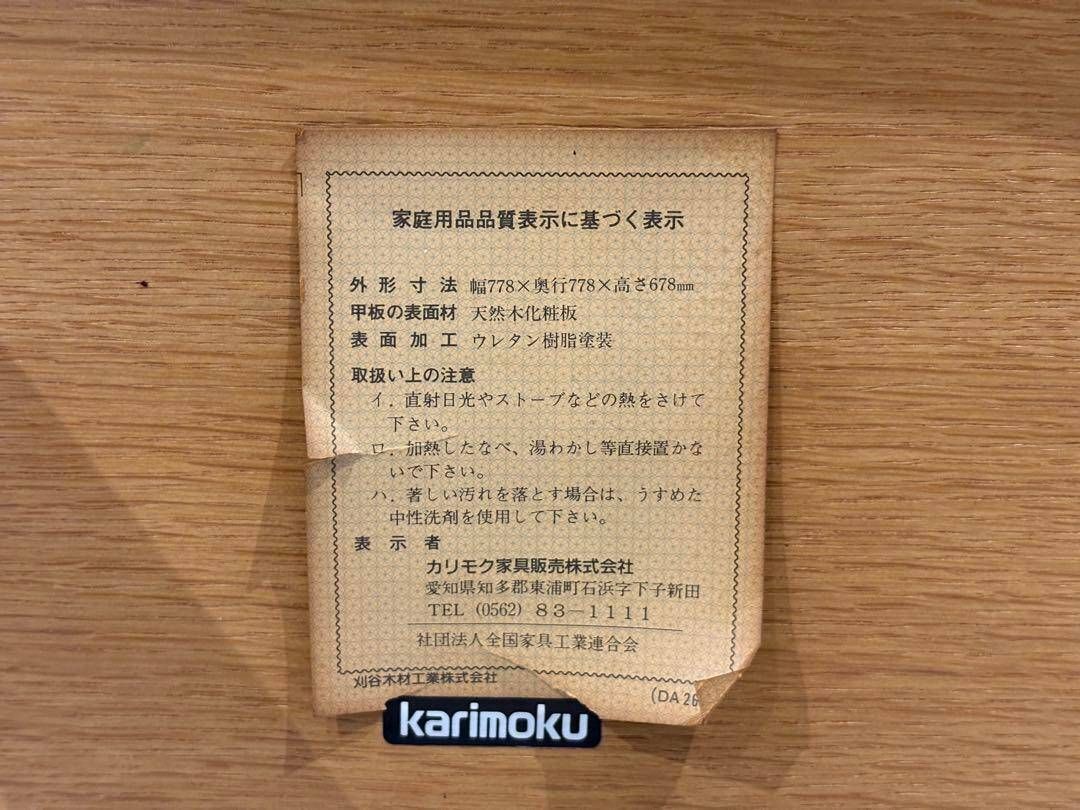 家庭用品品質表示に基づく表示
外形寸法 幅778×奥行778×高さ678mm
甲板の表面材 天然木化粧板
表面加工 ウレタン樹脂塗装
取扱い上の注意
イ．直射日光やストーブなどの熱をさけて
下さい。
ロ．加熱したなべ、湯わかし等直接置かな
いで下さい。
ハ．著しい汚れを落とす場合は、うすめた
中性洗剤を使用して下さい。
表示者
カリモク家具販売株式会社
愛知県知多郡東浦町石浜字下子新田
TEL (0562) 83－1111
社団法人全国家具工業連合会
刈谷木材工業株式会社
(DA 26
karimoku